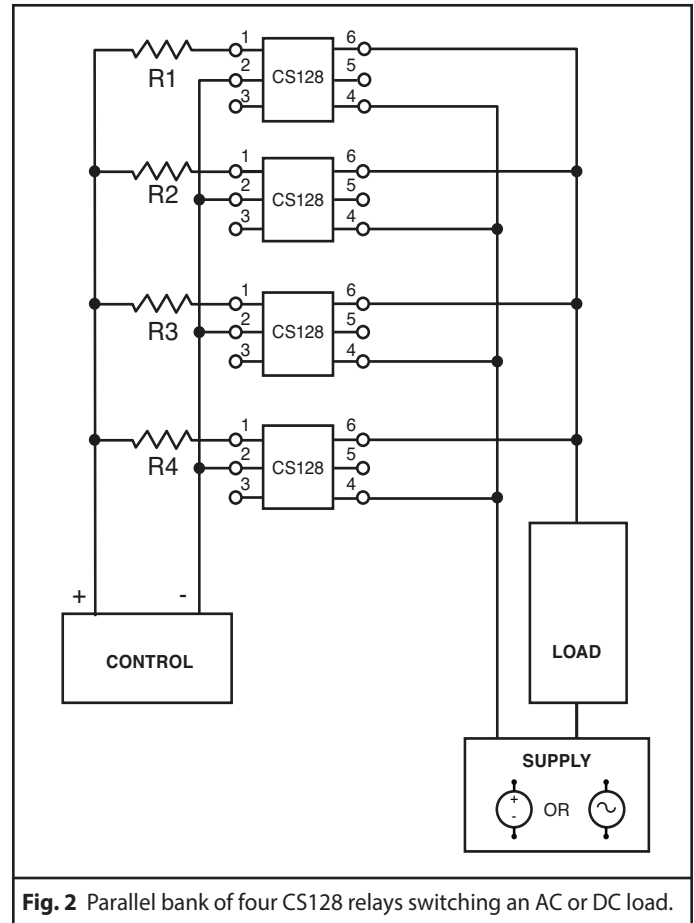 1 6
R1 2 CS128 5
3 4
1 6
R2 2 CS128 5
3 4
1 6
R3 2 CS128 5
3 4
1 6
R4 2 CS128 5
3 4
+ -
CONTROL
LOAD
SUPPLY
+
- OR
Fig. 2 Parallel bank of four CS128 relays switching an AC or DC load.